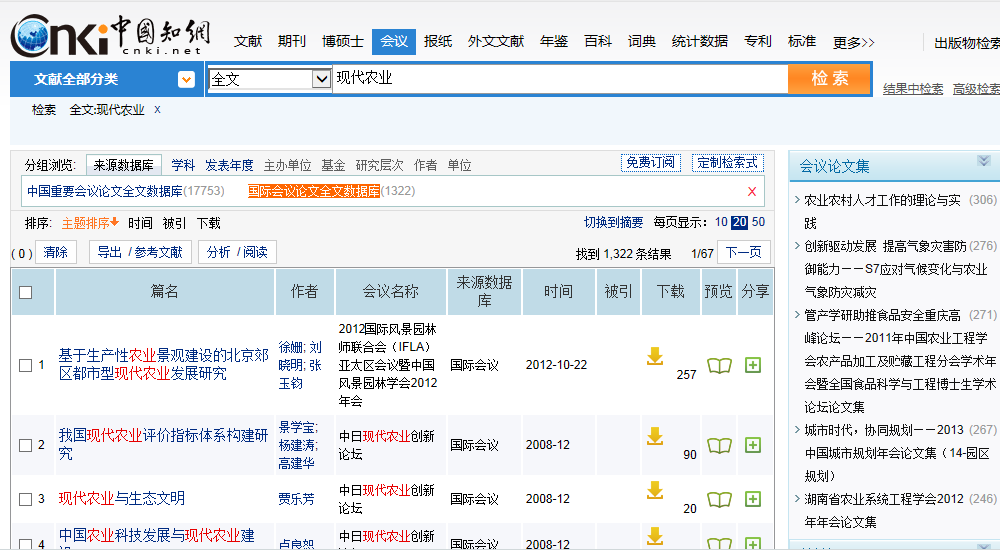 Cnki中國知網
cnki.net
文献 期刊 博硕士 会议 报纸 外文文献 年鉴 百科 词典 统计数据 专利 标准 更多>> 出版物检索
文献全部分类 全文 现代农业 检 索 结果中检索 高级检索
检索 全文:现代农业 x
分组浏览: 来源数据库 学科 发表年度 主办单位 基金 研究层次 作者 单位 免费订阅 定制检索式
中国重要会议论文全文数据库(17753) 国际会议论文全文数据库(1322) X
排序: 主题排序 时间 被引 下载 切换到摘要 每页显示: 10 20 50
( 0 ) 清除 导出 / 参考文献 分析 / 阅读 找到 1,322 条结果 1/67 下一页
篇名 作者 会议名称 来源数据库 时间 被引 下载 预览 分享
1
基于生产性农业景观建设的北京郊
区都市型现代农业发展研究
徐姗; 刘
晓明; 张
玉钧
2012国际风景园林
师联合会（IFLA）
亚太区会议暨中国
风景园林学会2012
年会
国际会议
2012-10-22
257
2
我国现代农业评价指标体系构建研
究
景学宝;
杨建涛;
高建华
中日现代农业创新
论坛
国际会议
2008-12
90
3
现代农业与生态文明
贾乐芳
中日现代农业创新
论坛
国际会议
2008-12
20
4
中国农业科技发展与现代农业建
中日现代农业创新
国际会议
2008-12
会议论文集
农业农村人才工作的理论与实 (306)
践
创新驱动发展 提高气象灾害防 (276)
御能力——S7应对气候变化与农业
气象防灾减灾
管产学研助推食品安全重庆高 (271)
峰论坛——2011年中国农业工程学
会农产品加工及贮藏工程分会学术年
会暨全国食品科学与工程博士生学术
论坛论文集
城市时代，协同规划——2013 (267)
中国城市规划年会论文集（14-园区
规划）
湖南省农业系统工程学会2012 (246)
年年会论文集